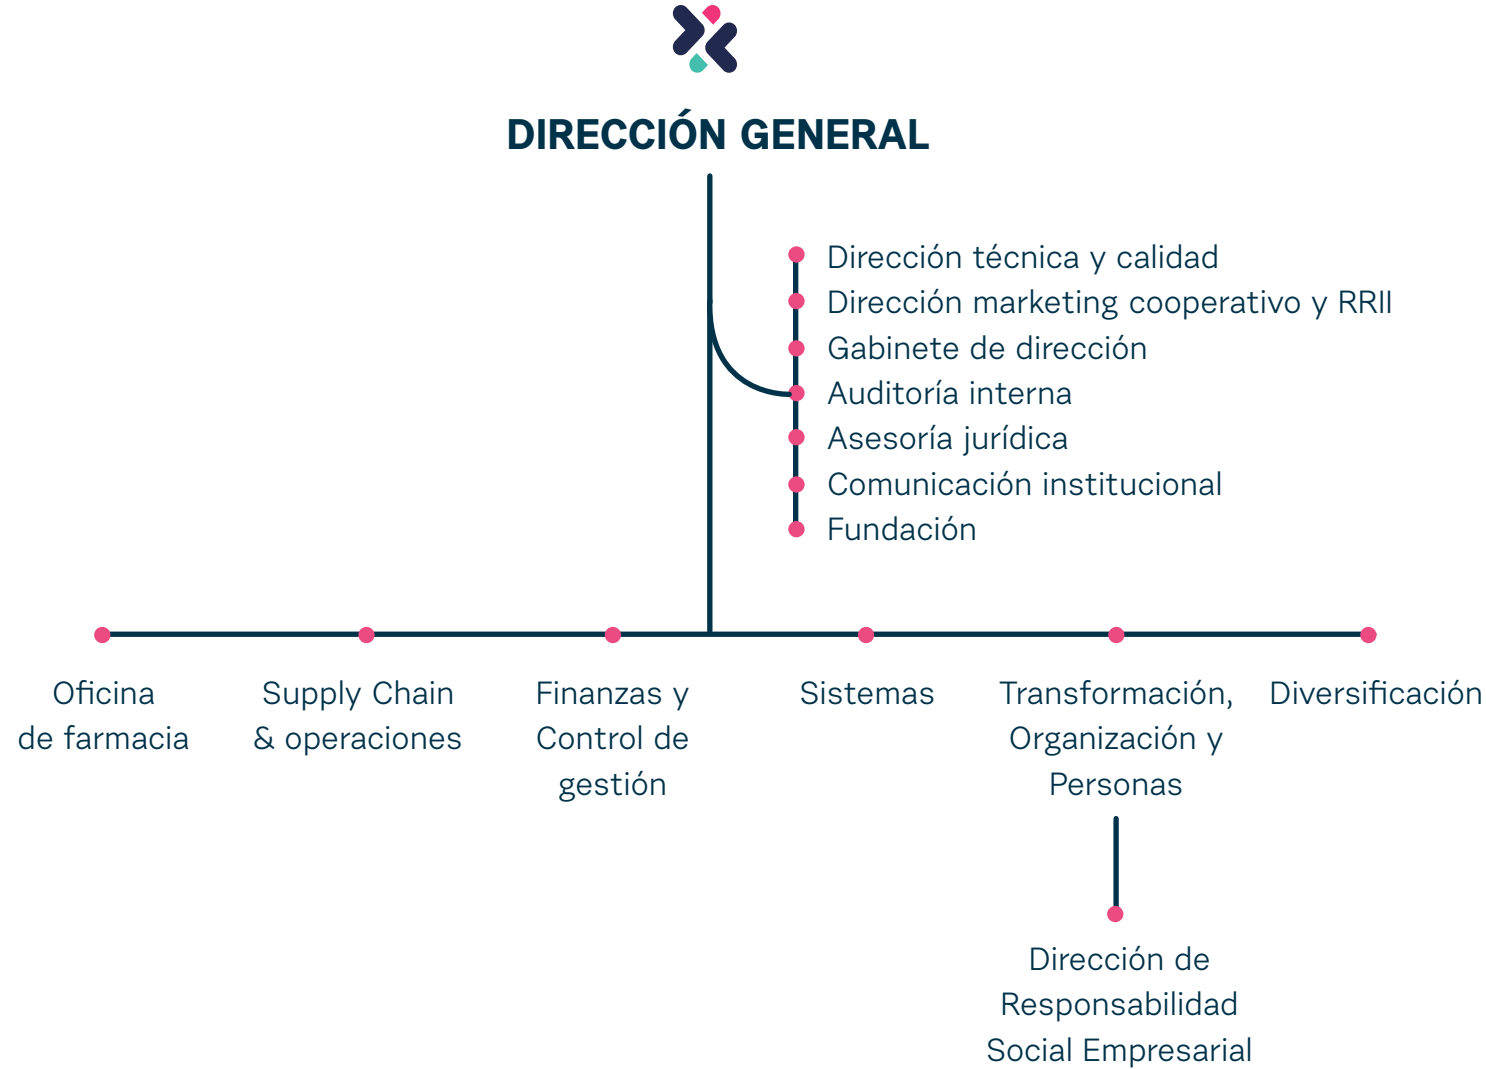 DIRECCIÓN GENERAL
Dirección técnica y calidad
Dirección marketing cooperativo y RRII
Gabinete de dirección
Auditoría interna
Asesoría jurídica
Comunicación institucional
Fundación
Oficina
de farmacia
Supply Chain
& operaciones
Finanzas y
Control de
gestión
Sistemas
Transformación,
Organización y
Personas
Diversificación
Dirección de
Responsabilidad
Social Empresarial